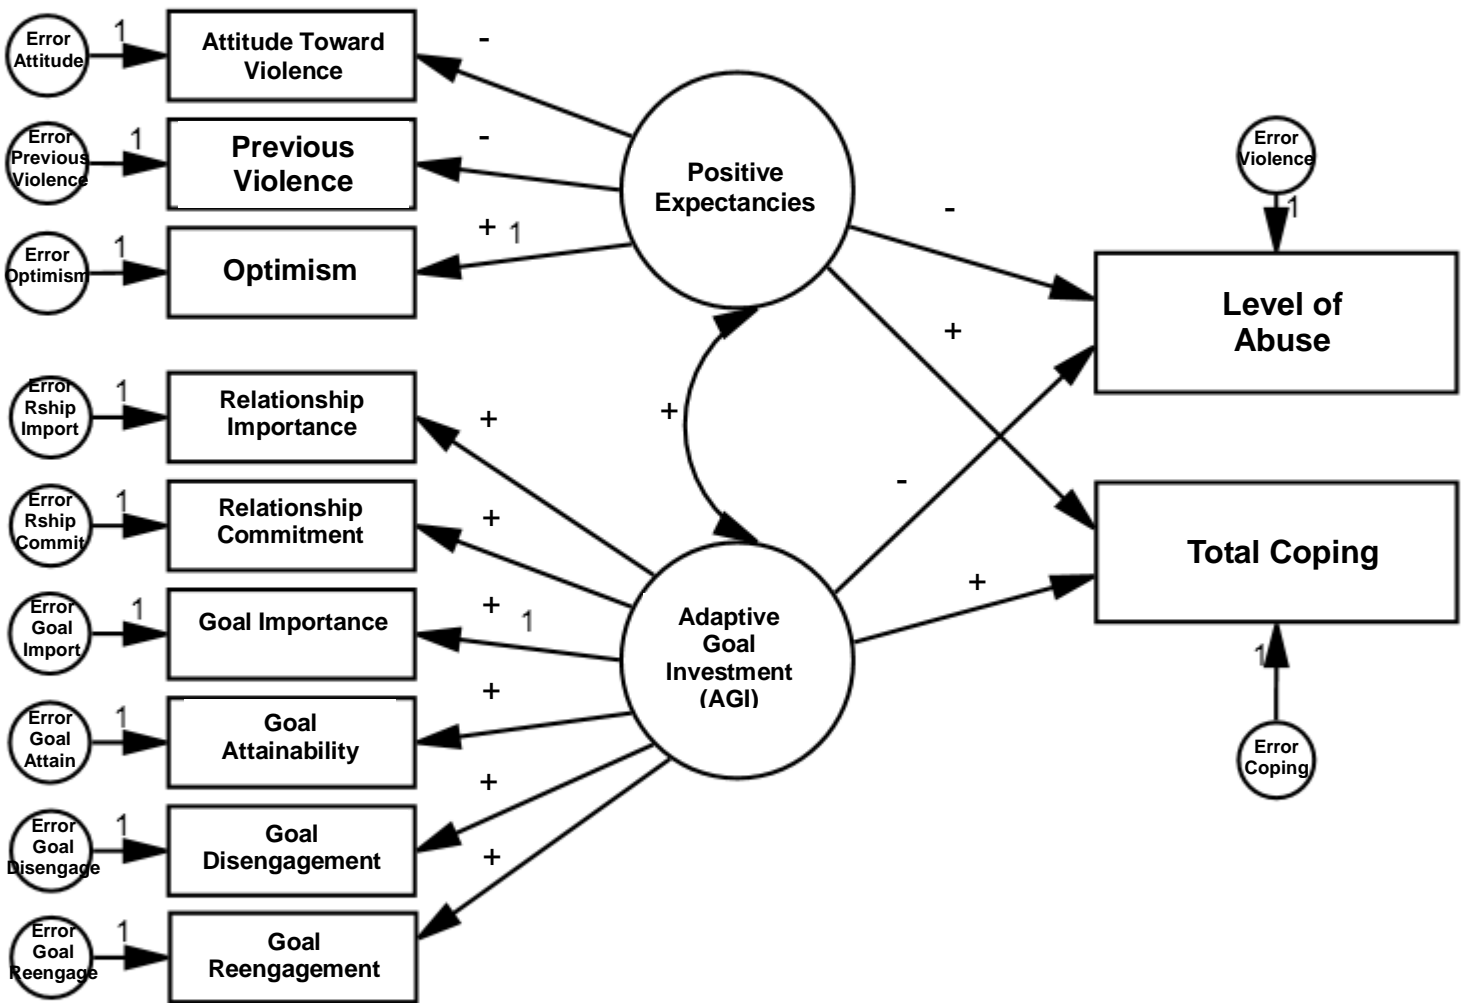 Error
Attitude
1
Attitude Toward
Violence
-
Error
Previous
Violence
1
Previous
Violence
-
Error
Optimism
1
Optimism
+ 1
Positive
Expectancies
Error
Violence
1
-
Level of
Abuse
+
+
Error
Rship
Import
1
Relationship
Importance
+
Error
Rship
Commit
1
Relationship
Commitment
+
-
Total Coping
Error
Goal
Import
1
Goal Importance
+ 1
Adaptive
Goal
Investment
(AGI)
+
1
Error
Coping
Error
Goal
Attain
1
Goal
Attainability
+
Error
Goal
Disengage
1
Goal
Disengagement
+
Error
Goal
Reengage
1
Goal
Reengagement
+